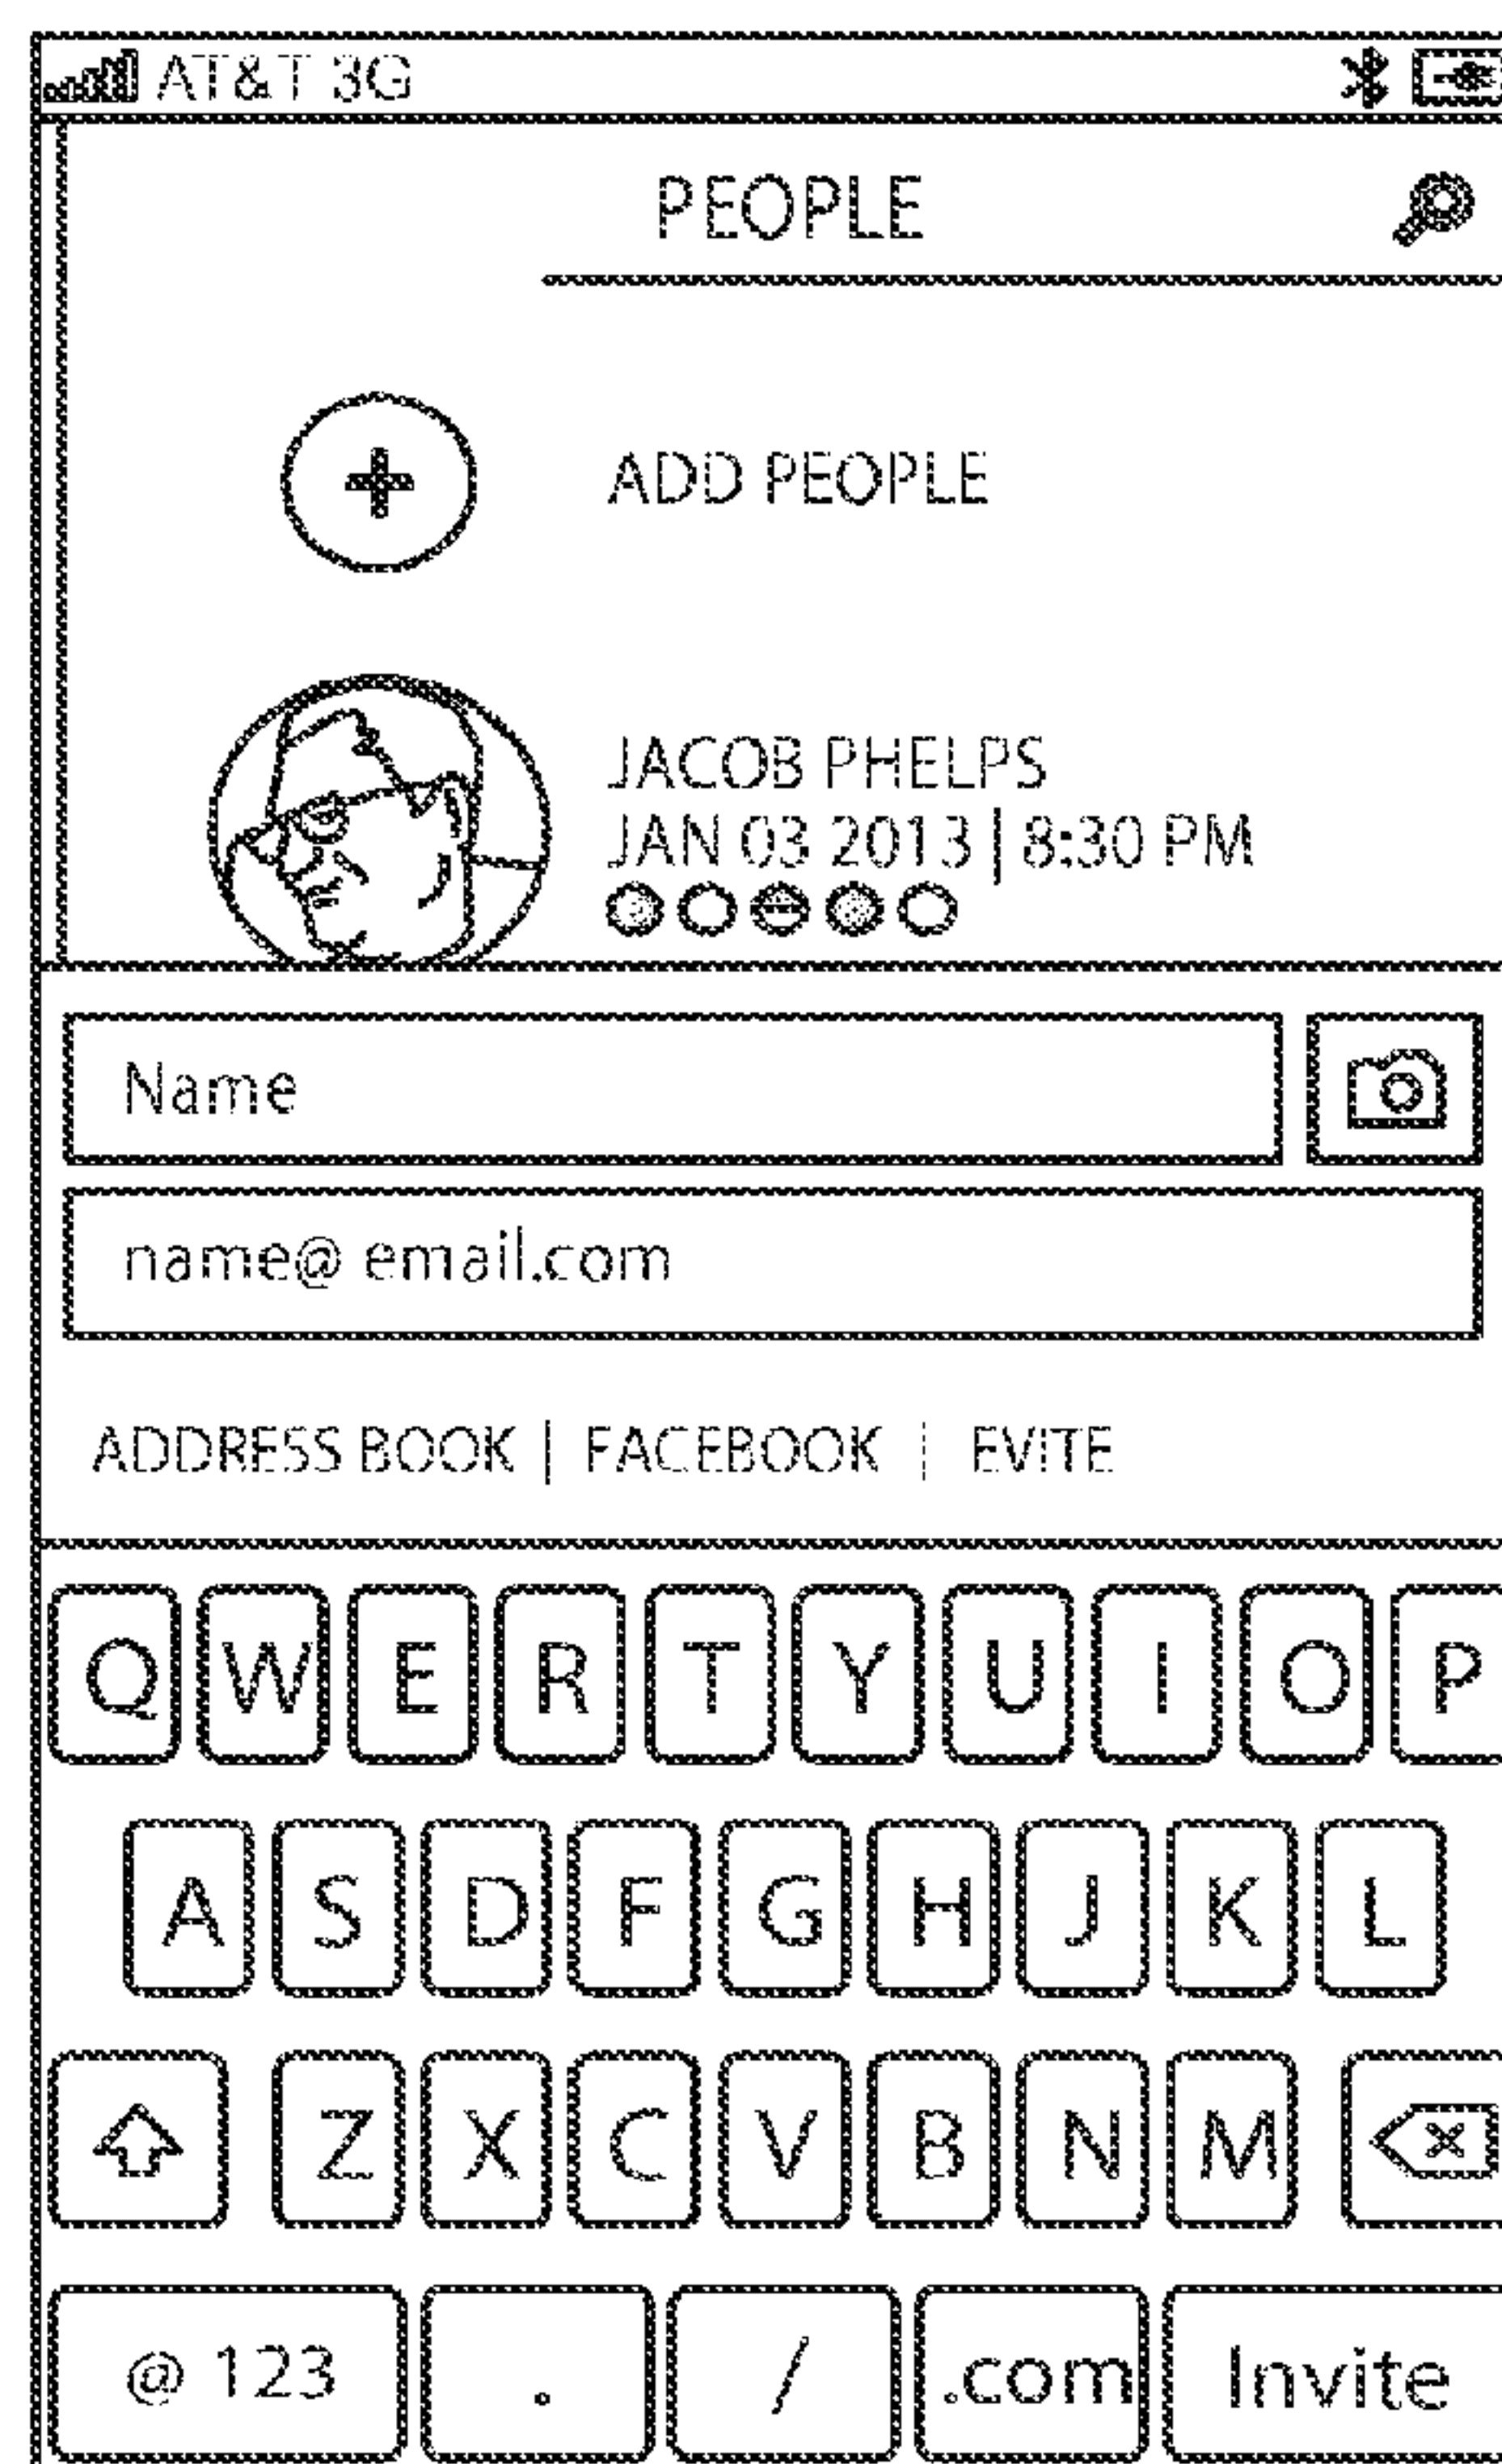 AT&T 3G
PEOPLE
ADD PEOPLE
JACOB PHELPS
JAN 03 2013 | 8:30 PM
Name
name@ email.com
ADDRESS BOOK | FACEBOOK | EVITE
Q W E R T Y U I O P
A S D F G H J K L
Z X C V B N M
@ 123 . / .com Invite